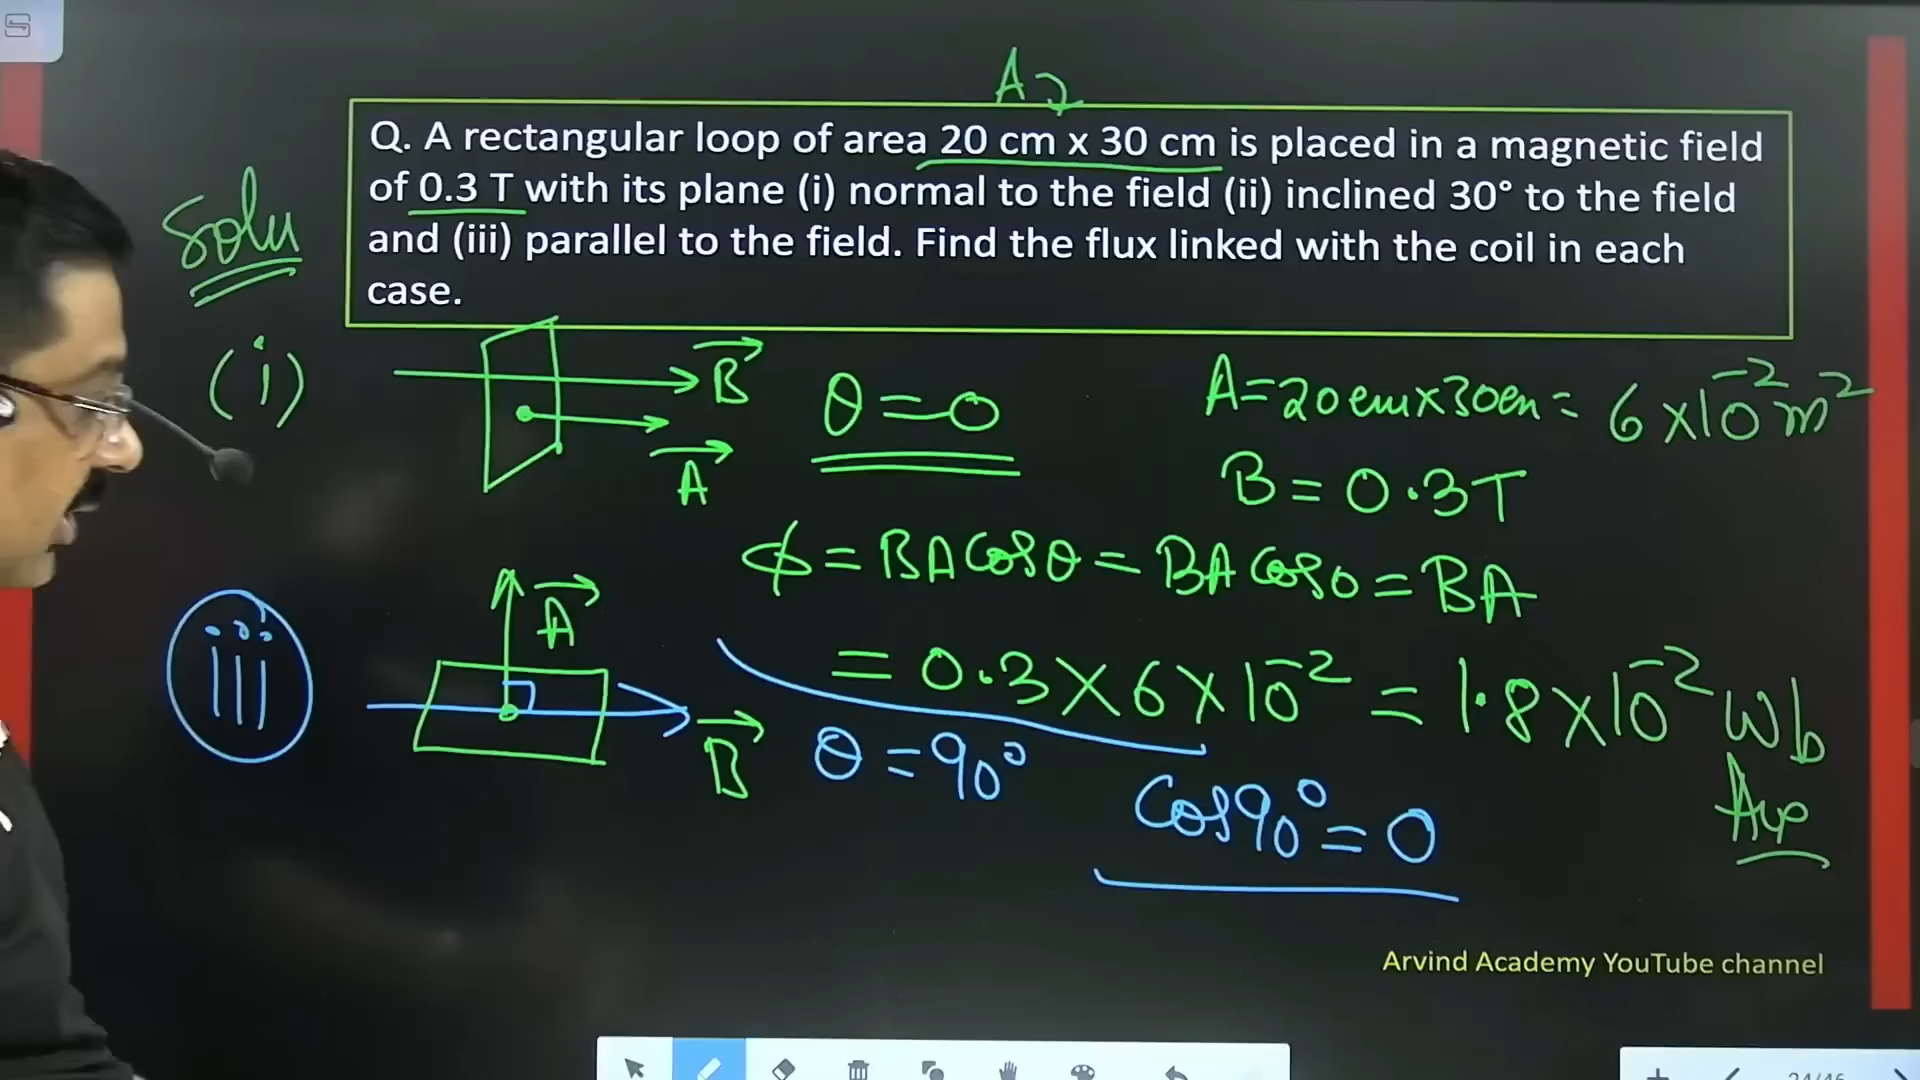 A
Q. A rectangular loop of area 20 cm x 30 cm is placed in a magnetic field
of 0.3 T with its plane (i) normal to the field (ii) inclined 30° to the field
and (iii) parallel to the field. Find the flux linked with the coil in each
case.
Solu
(i)
B
A
θ = 0
A = 20cm x 30cm = 6 x 10⁻² m²
B = 0.3T
ϕ = BA cosθ = BA cos0 = BA
= 0.3 x 6 x 10⁻² = 1.8 x 10⁻² Wb
iii
A
B
θ = 90°
Cos90° = 0
Arvind Academy YouTube channel